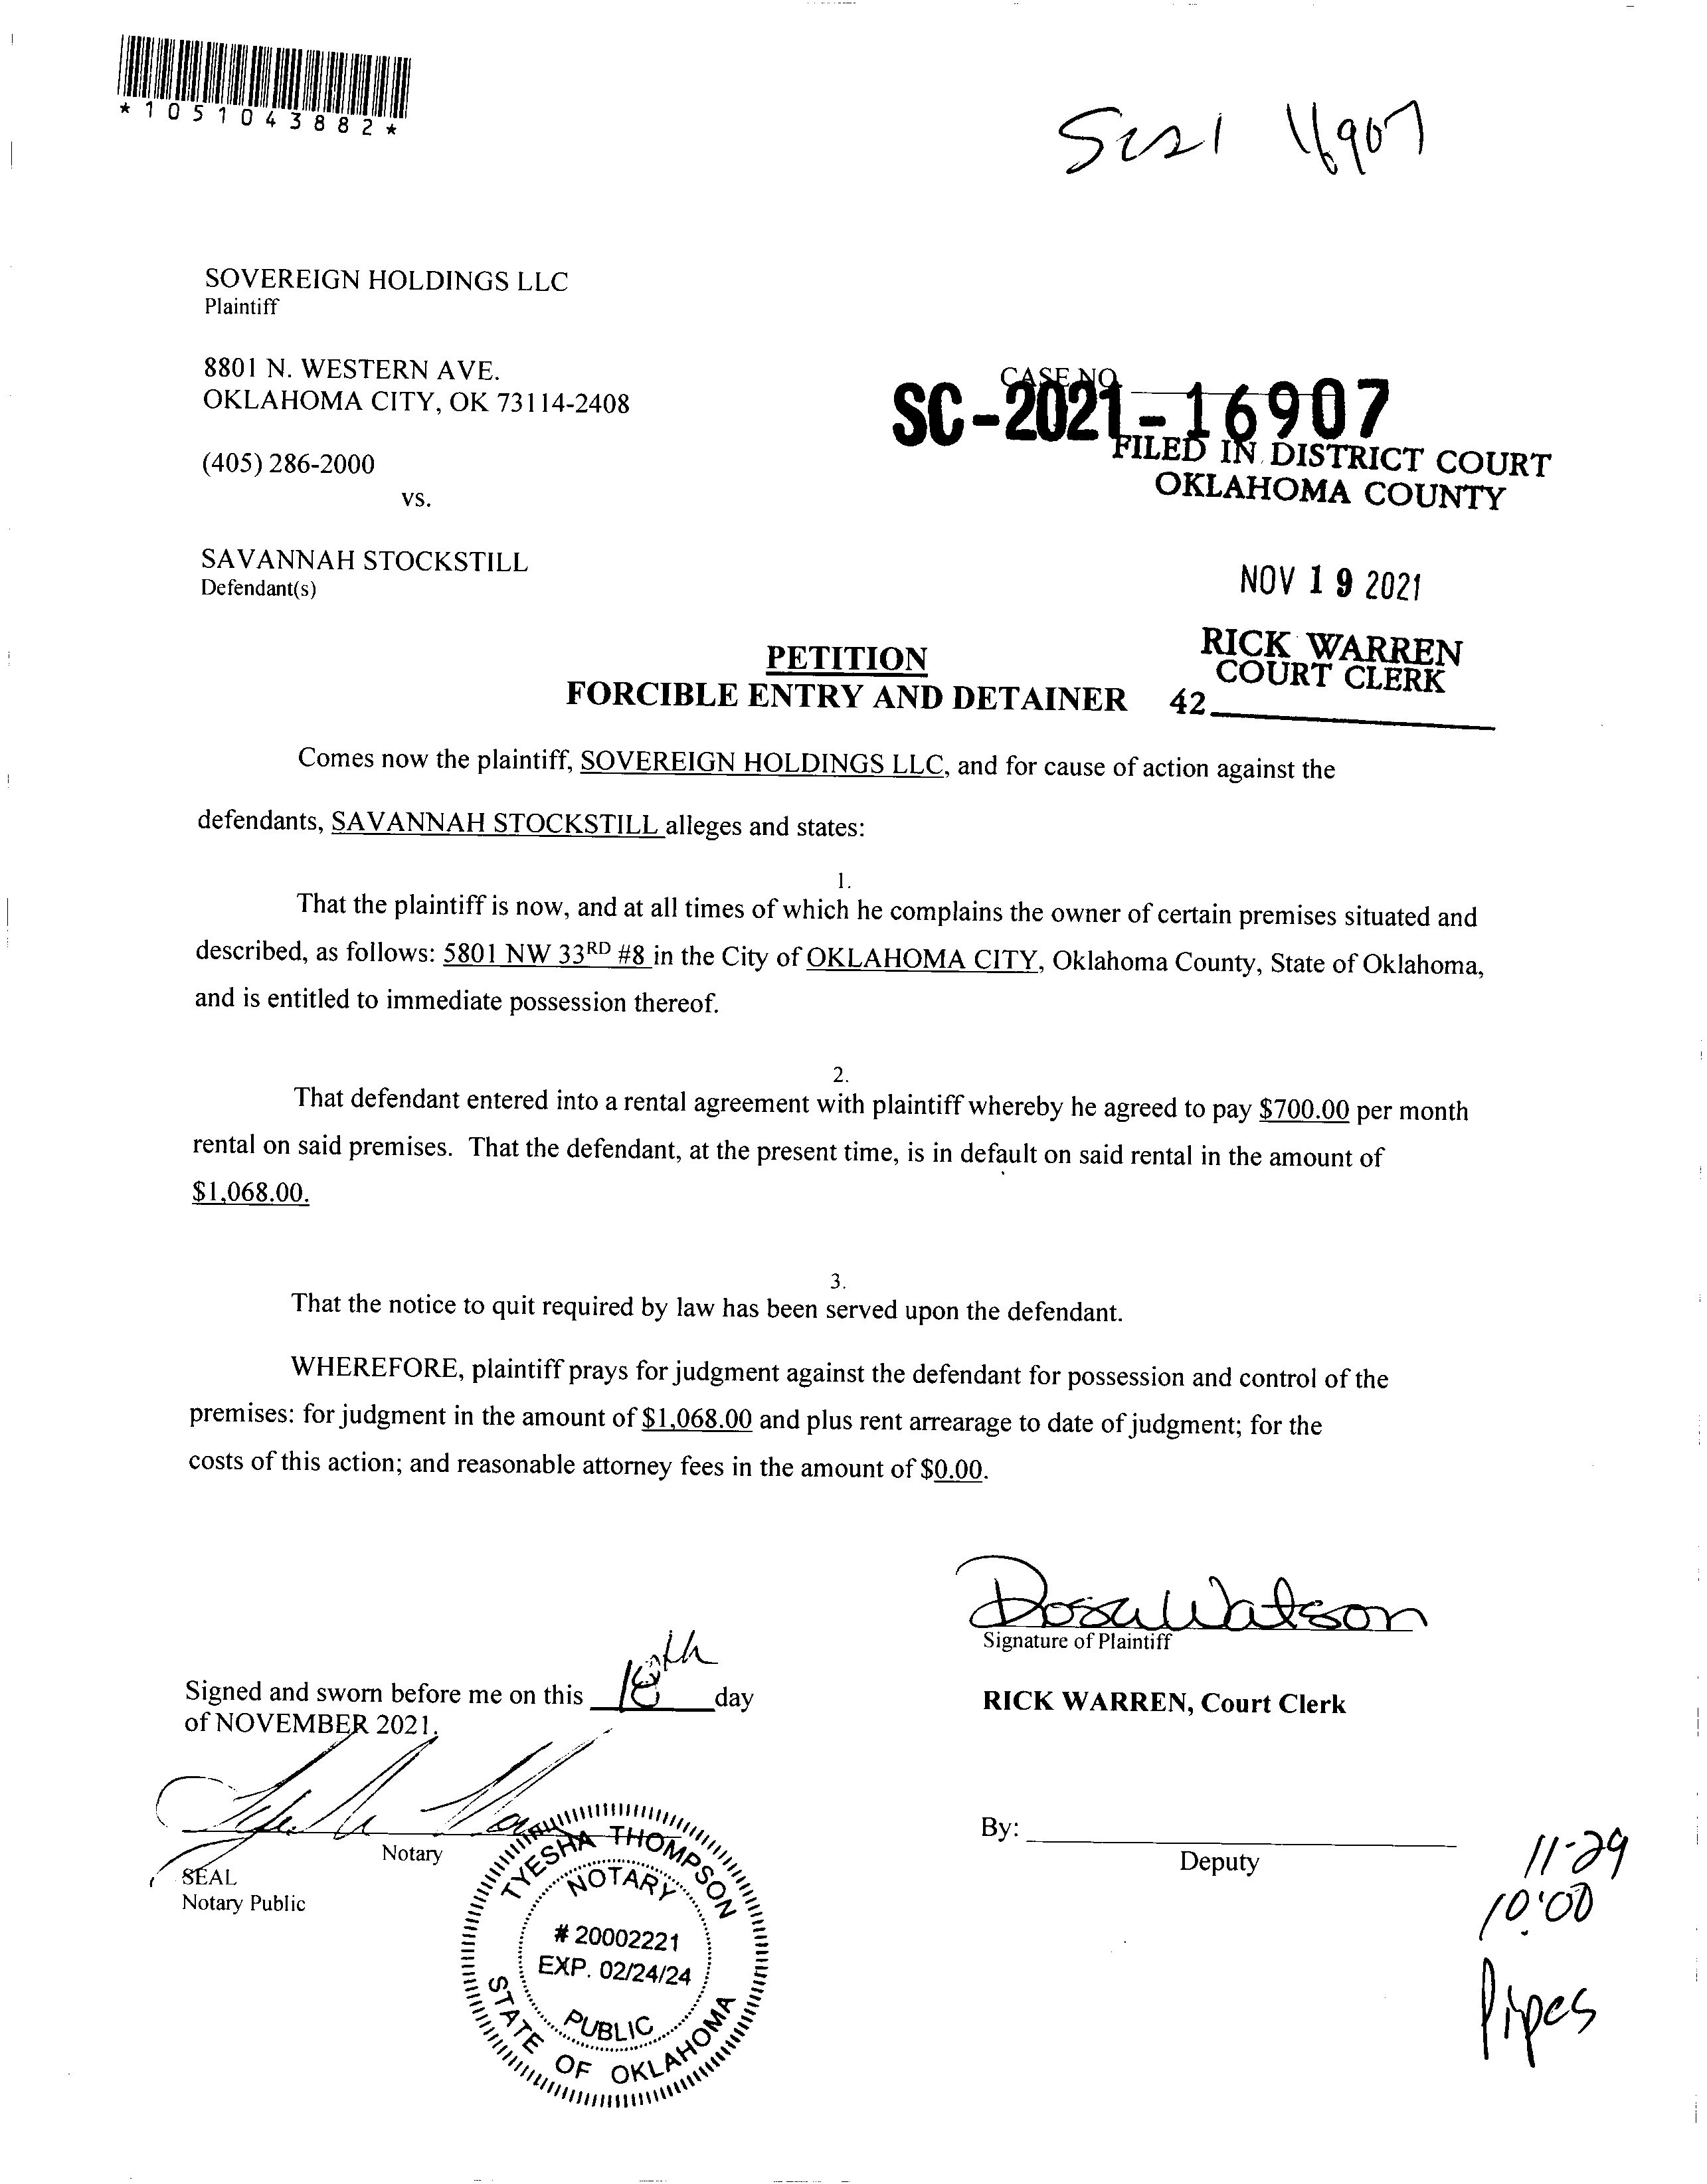 *1051043882*
SC21 16907
SOVEREIGN HOLDINGS LLC
Plaintiff
8801 N. WESTERN AVE.
OKLAHOMA CITY, OK 73114-2408
(405) 286-2000
vs.
CASE NO.
SC-2021-16907
FILED IN DISTRICT COURT
OKLAHOMA COUNTY
SAVANNAH STOCKSTILL
Defendant(s)
NOV 19 2021
RICK WARREN
COURT CLERK
42
PETITION
FORCIBLE ENTRY AND DETAINER
Comes now the plaintiff, SOVEREIGN HOLDINGS LLC, and for cause of action against the
defendants, SAVANNAH STOCKSTILL alleges and states:
1.
That the plaintiff is now, and at all times of which he complains the owner of certain premises situated and
described, as follows: 5801 NW 33RD #8 in the City of OKLAHOMA CITY, Oklahoma County, State of Oklahoma,
and is entitled to immediate possession thereof.
2.
That defendant entered into a rental agreement with plaintiff whereby he agreed to pay $700.00 per month
rental on said premises. That the defendant, at the present time, is in default on said rental in the amount of
$1,068.00.
3.
That the notice to quit required by law has been served upon the defendant.
WHEREFORE, plaintiff prays for judgment against the defendant for possession and control of the
premises: for judgment in the amount of $1,068.00 and plus rent arrearage to date of judgment; for the
costs of this action; and reasonable attorney fees in the amount of $0.00.
Watson
Signature of Plaintiff
Signed and sworn before me on this 18th day
of NOVEMBER 2021.
RICK WARREN, Court Clerk
Notary
SEAL
Notary Public
TYESHA THOMPSON
NOTARY
# 20002221
EXP. 02/24/24
PUBLIC
STATE OF OKLAHOMA
By:
Deputy
11-29
10:00
Pipes